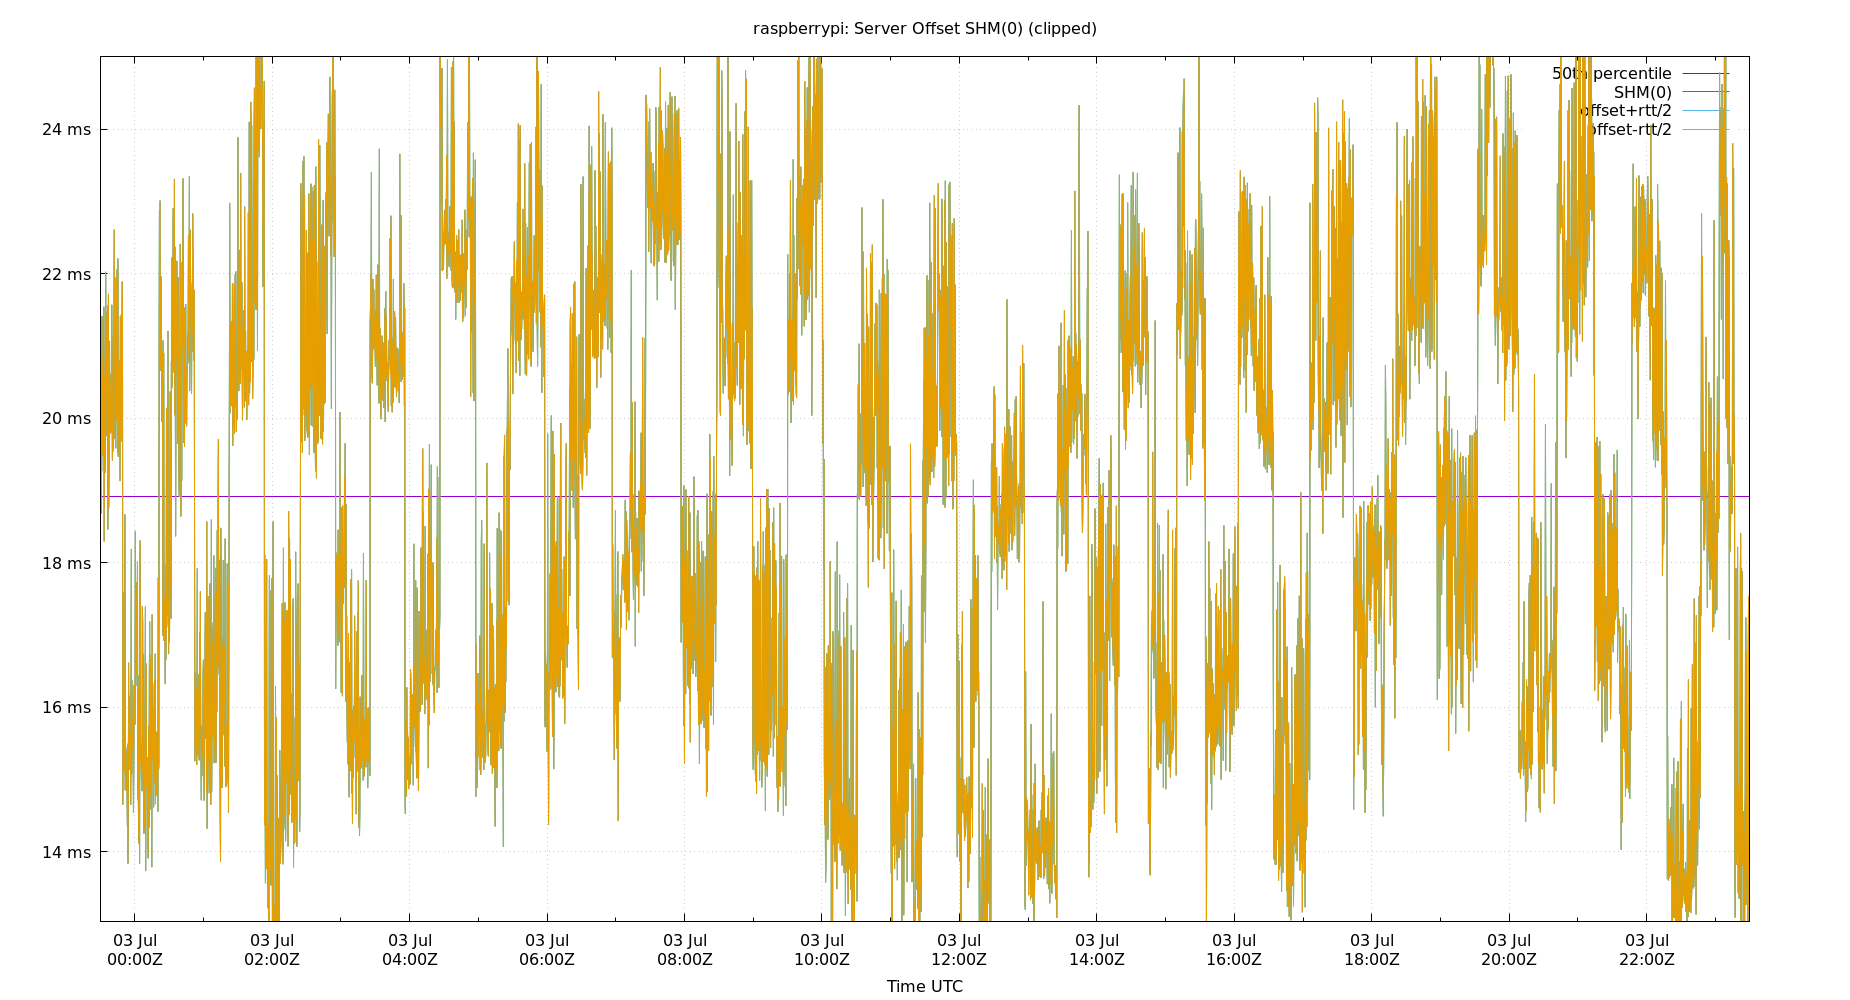 raspberrypi: Server Offset SHM(0) (clipped)
50th percentile
SHM(0)
offset+rtt/2
offset-rtt/2
24 ms
22 ms
20 ms
18 ms
16 ms
14 ms
03 Jul 03 Jul 03 Jul 03 Jul 03 Jul 03 Jul 03 Jul 03 Jul 03 Jul 03 Jul 03 Jul 03 Jul
00:00Z 02:00Z 04:00Z 06:00Z 08:00Z 10:00Z 12:00Z 14:00Z 16:00Z 18:00Z 20:00Z 22:00Z
Time UTC